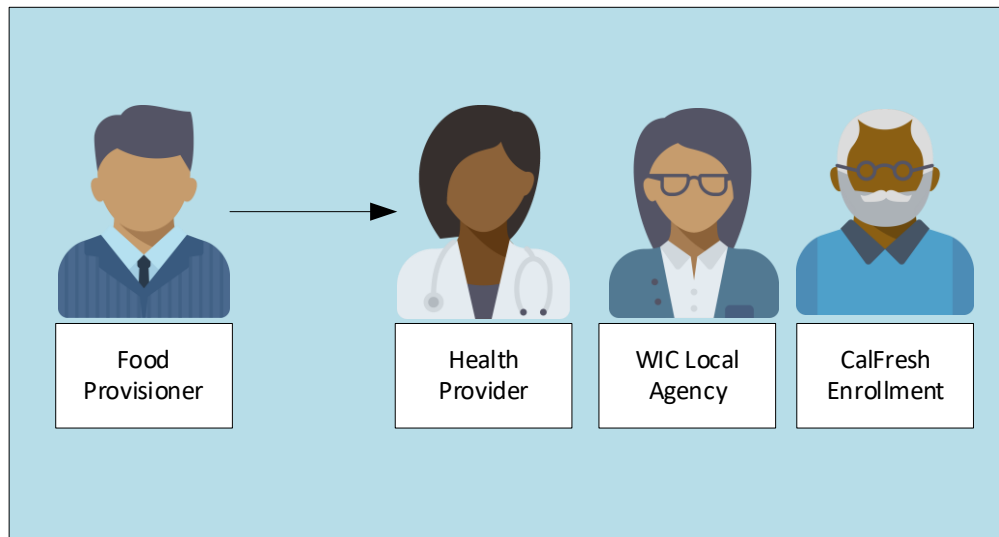 Food
Provisioner
Health
Provider
WIC Local
Agency
CalFresh
Enrollment